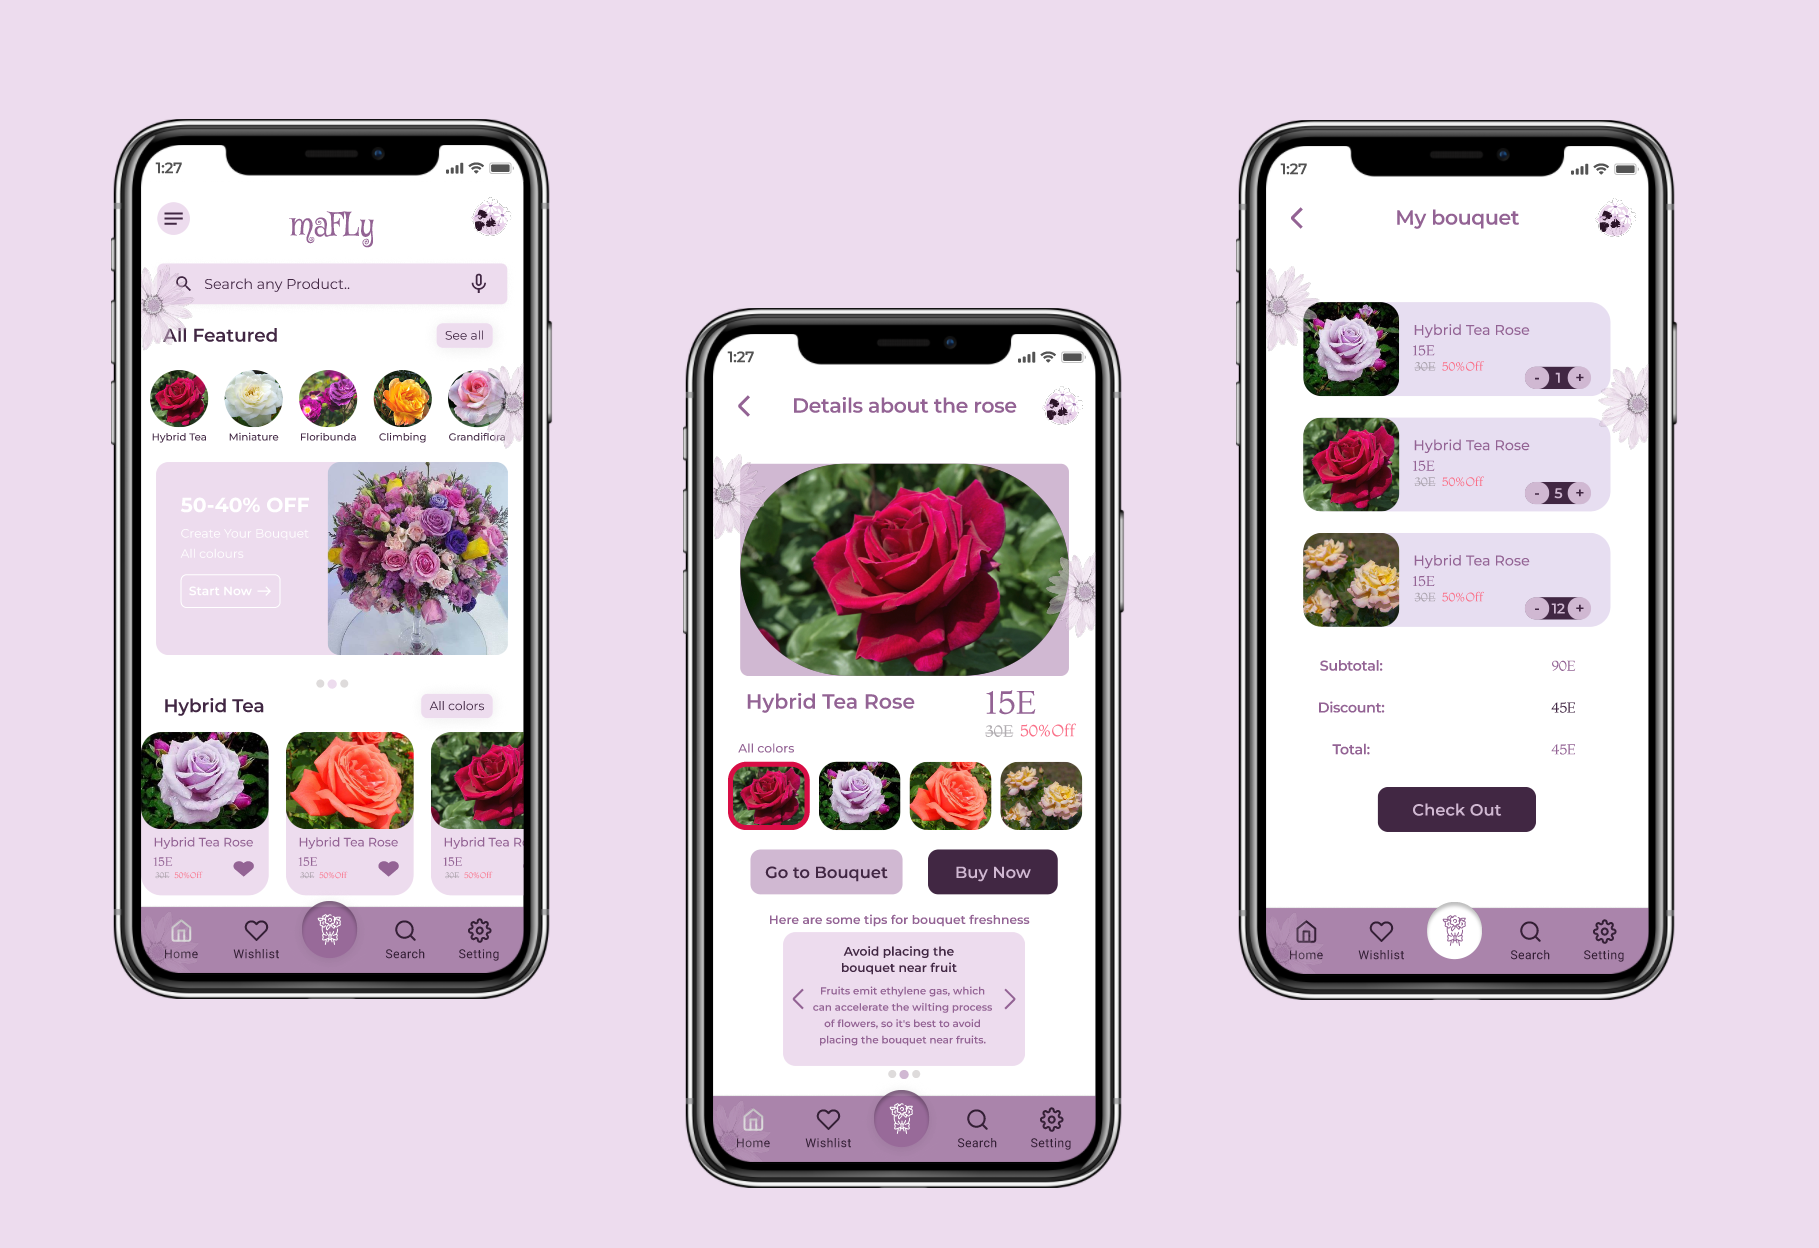 1:27
maFLy
Search any Product..
All Featured
See all
Hybrid Tea
Miniature
Floribunda
Climbing
Grandiflora
50-40% OFF
Create Your Bouquet
All colours
Start Now →
Hybrid Tea
All colors
Hybrid Tea Rose
15E
30E 50%Off
Hybrid Tea Rose
15E
30E 50%Off
Hybrid Tea R
15E
30E 50%Off
Home
Wishlist
Search
Setting
1:27
Details about the rose
Hybrid Tea Rose
15E
30E 50%Off
All colors
Go to Bouquet
Buy Now
Here are some tips for bouquet freshness
Avoid placing the
bouquet near fruit
Fruits emit ethylene gas, which
can accelerate the wilting process
of flowers, so it's best to avoid
placing the bouquet near fruits.
Home
Wishlist
Search
Setting
1:27
My bouquet
Hybrid Tea Rose
15E
30E 50%Off
- 1 +
Hybrid Tea Rose
15E
30E 50%Off
- 5 +
Hybrid Tea Rose
15E
30E 50%Off
- 12 +
Subtotal: 90E
Discount: 45E
Total: 45E
Check Out
Home
Wishlist
Search
Setting